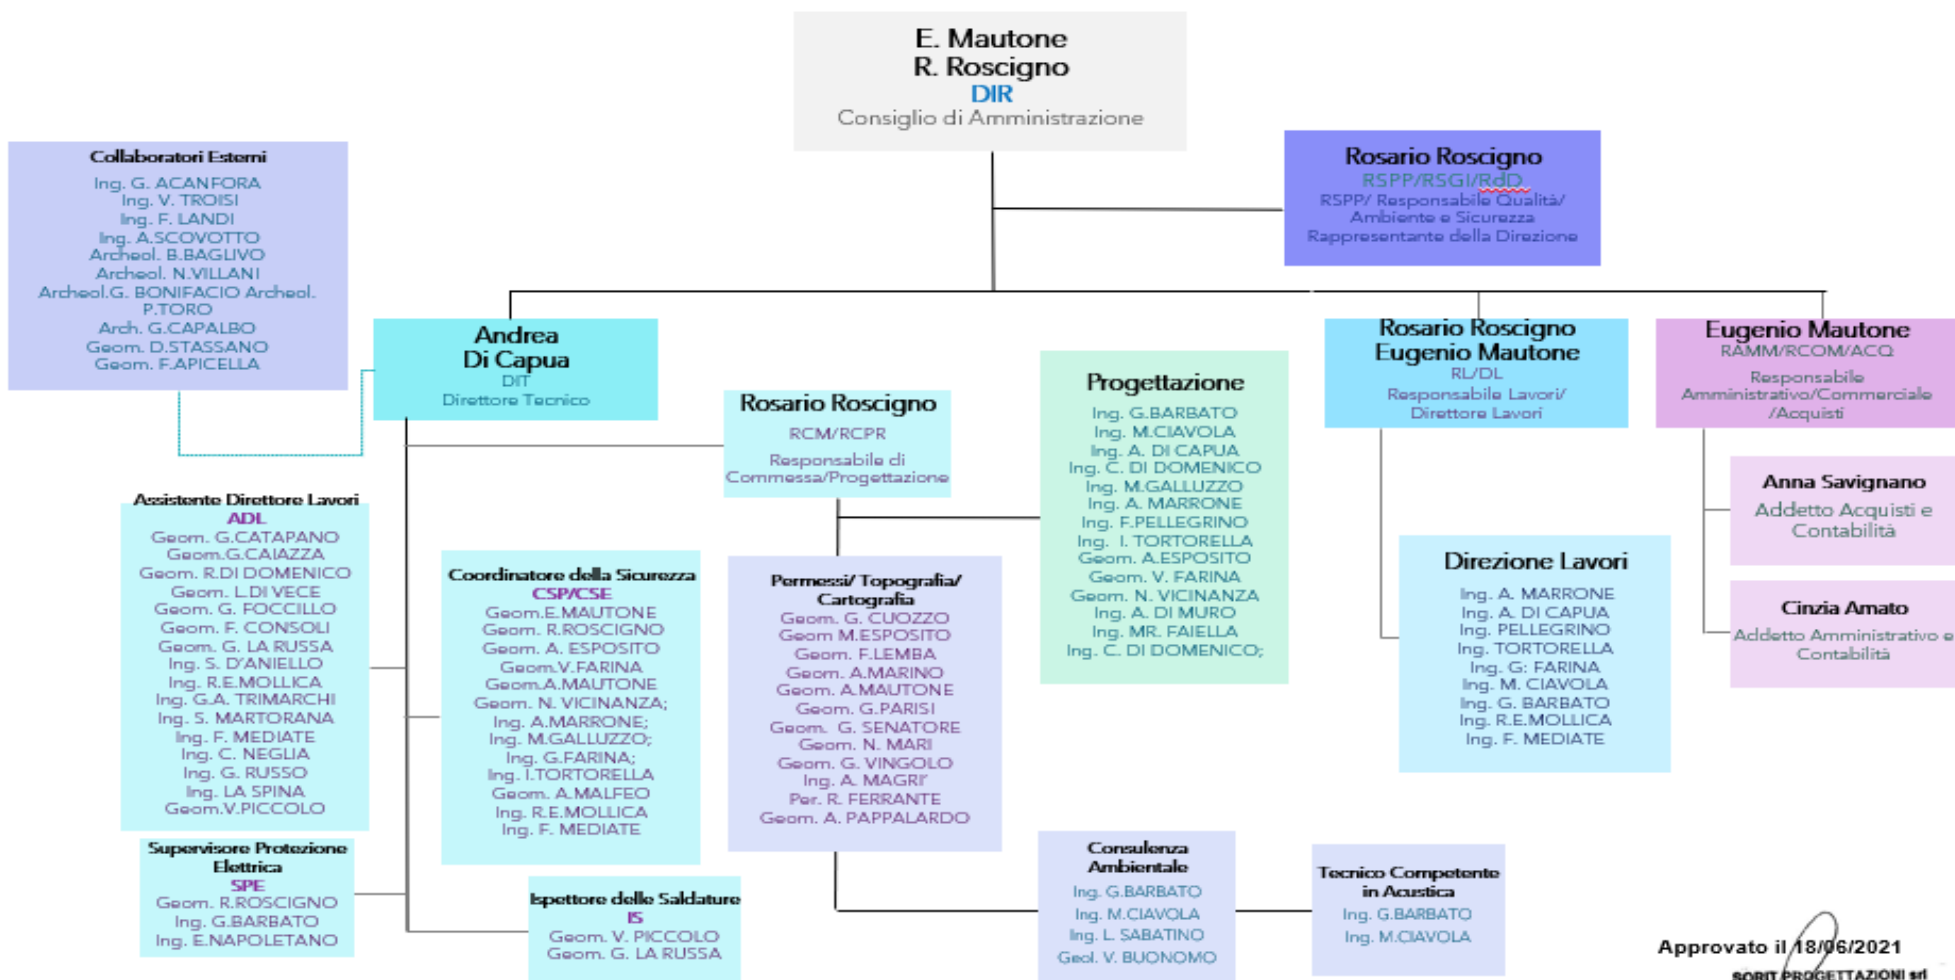 E. Mautone
R. Roscigno
DIR
Consiglio di Amministrazione
Rosario Roscigno
RSPP/RSGI/RdD
RSPP/ Responsabile Qualità/
Ambiente e Sicurezza
Rappresentante della Direzione
Collaboratori Esterni
Ing. G. ACANFORA
Ing. V. TROISI
Ing. F. LANDI
Ing. A.SCOVOTTO
Archeol. B.BAGLIVO
Archeol. N.VILLANI
Archeol.G. BONIFACIO Archeol.
P.TORO
Arch. G.CAPALBO
Geom. D.STASSANO
Geom. F.APICELLA
Andrea
Di Capua
DIT
Direttore Tecnico
Rosario Roscigno
RCM/RCPR
Responsabile di
Commessa/Progettazione
Progettazione
Ing. G.BARBATO
Ing. M.CIAVOLA
Ing. A. DI CAPUA
Ing. C. DI DOMENICO
Ing. M.GALLUZZO
Ing. A. MARRONE
Ing. F.PELLEGRINO
Ing. I. TORTORELLA
Geom. A.ESPOSITO
Geom. V. FARINA
Geom. N. VICINANZA
Ing. A. DI MURO
Ing. MR. FAIELLA
Ing. C. DI DOMENICO;
Rosario Roscigno
Eugenio Mautone
RL/DL
Responsabile Lavori/
Direttore Lavori
Eugenio Mautone
RAMM/RCOM/ACQ
Responsabile
Amministrativo/Commerciale
/Acquisti
Anna Savignano
Addetto Acquisti e
Contabilità
Cinzia Amato
Addetto Amministrativo e
Contabilità
Direzione Lavori
Ing. A. MARRONE
Ing. A. DI CAPUA
Ing. PELLEGRINO
Ing. TORTORELLA
Ing. G: FARINA
Ing. M. CIAVOLA
Ing. G. BARBATO
Ing. R.E.MOLLICA
Ing. F. MEDIATE
Assistente Direttore Lavori
ADL
Geom. G.CATAPANO
Geom.G.CAIAZZA
Geom. R.DI DOMENICO
Geom. L.DI VECE
Geom. G. FOCCILLO
Geom. F. CONSOLI
Geom. G. LA RUSSA
Ing. S. D'ANIELLO
Ing. R.E.MOLLICA
Ing. G.A. TRIMARCHI
Ing. S. MARTORANA
Ing. F. MEDIATE
Ing. C. NEGLIA
Ing. G. RUSSO
Ing. LA SPINA
Geom.V.PICCOLO
Coordinatore della Sicurezza
CSP/CSE
Geom.E.MAUTONE
Geom. R.ROSCIGNO
Geom. A. ESPOSITO
Geom.V.FARINA
Geom.A.MAUTONE
Geom. N. VICINANZA;
Ing. A.MARRONE;
Ing. M.GALLUZZO;
Ing. G.FARINA;
Ing. I.TORTORELLA
Geom. A.MALFEO
Ing. R.E.MOLLICA
Ing. F. MEDIATE
Permessi/ Topografia/
Cartografia
Geom. G. CUOZZO
Geom M.ESPOSITO
Geom. F.LEMBA
Geom. A.MARINO
Geom. A.MAUTONE
Geom. G.PARISI
Geom. G. SENATORE
Geom. N. MARI
Geom. G. VINGOLO
Ing. A. MAGRI'
Per. R. FERRANTE
Geom. A. PAPPALARDO
Supervisore Protezione
Elettrica
SPE
Geom. R.ROSCIGNO
Ing. G.BARBATO
Ing. E.NAPOLETANO
Ispettore delle Saldature
IS
Geom. V. PICCOLO
Geom. G. LA RUSSA
Consulenza
Ambientale
Ing. G.BARBATO
Ing. M.CIAVOLA
Ing. L. SABATINO
Geol. V. BUONOMO
Tecnico Competente
in Acustica
Ing. G.BARBATO
Ing. M.CIAVOLA
Approvato il 18/06/2021
SORIT PROGETTAZIONI srl